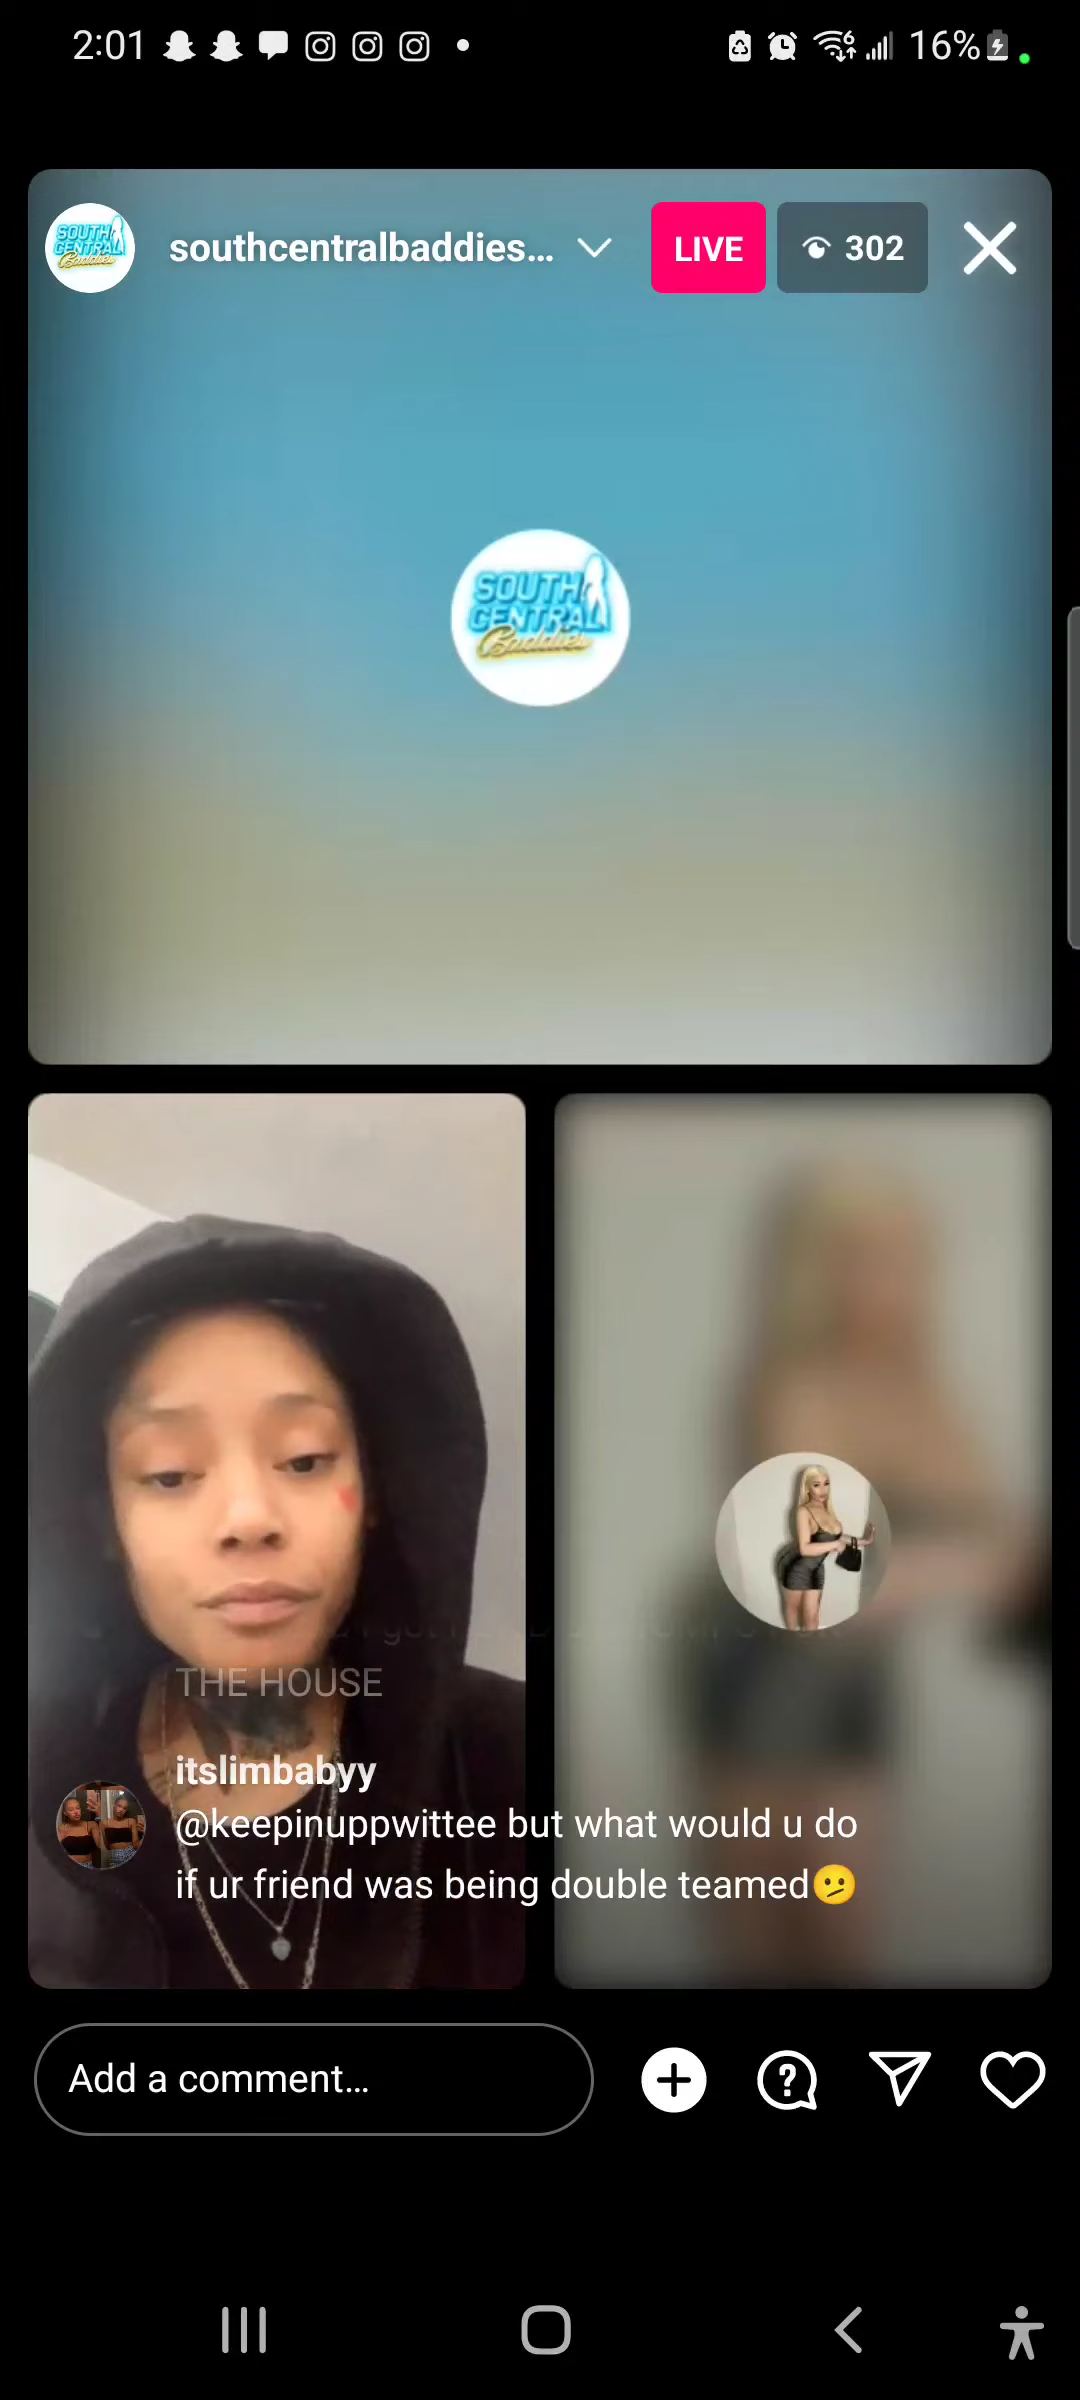 2:01
16%
SOUTH
CENTRAL
Baddies
southcentralbaddies...
LIVE
302
SOUTH
CENTRAL
Baddies
THE HOUSE
itslimbabyy
@keepinuppwittee but what would u do
if ur friend was being double teamed🫤
Add a comment...